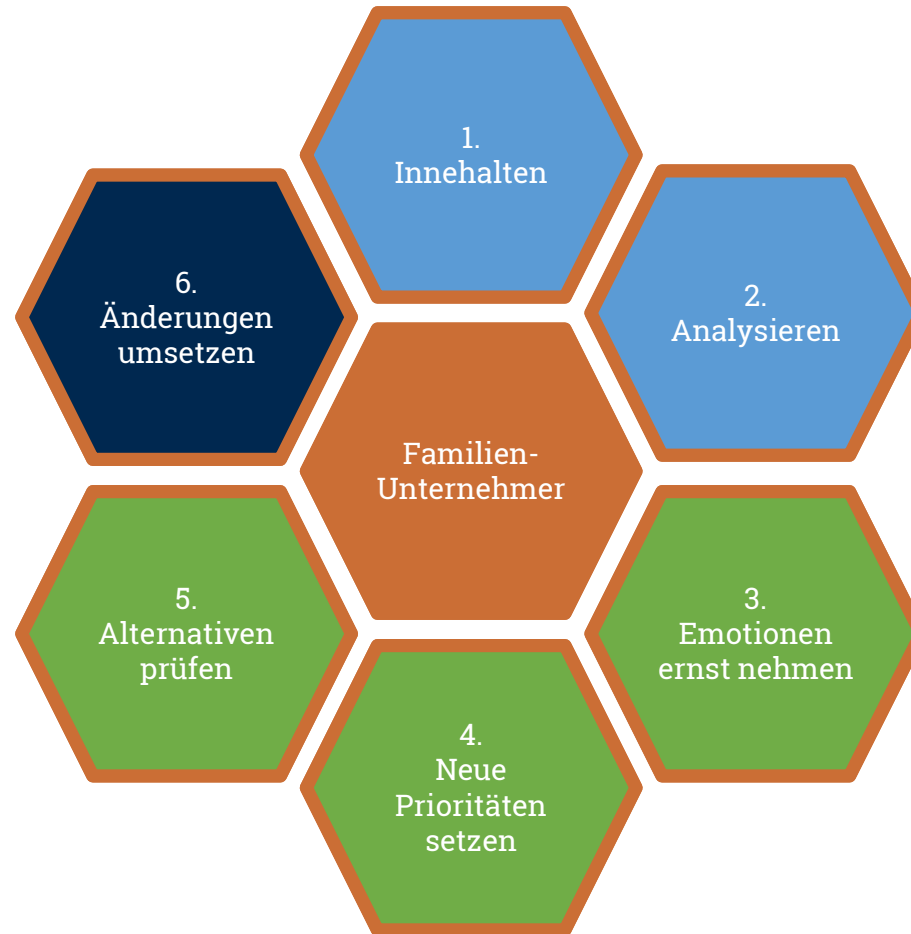 1.
Innehalten
2.
Analysieren
3.
Emotionen
ernst nehmen
4.
Neue
Prioritäten
setzen
5.
Alternativen
prüfen
6.
Änderungen
umsetzen
Familien-
Unternehmer